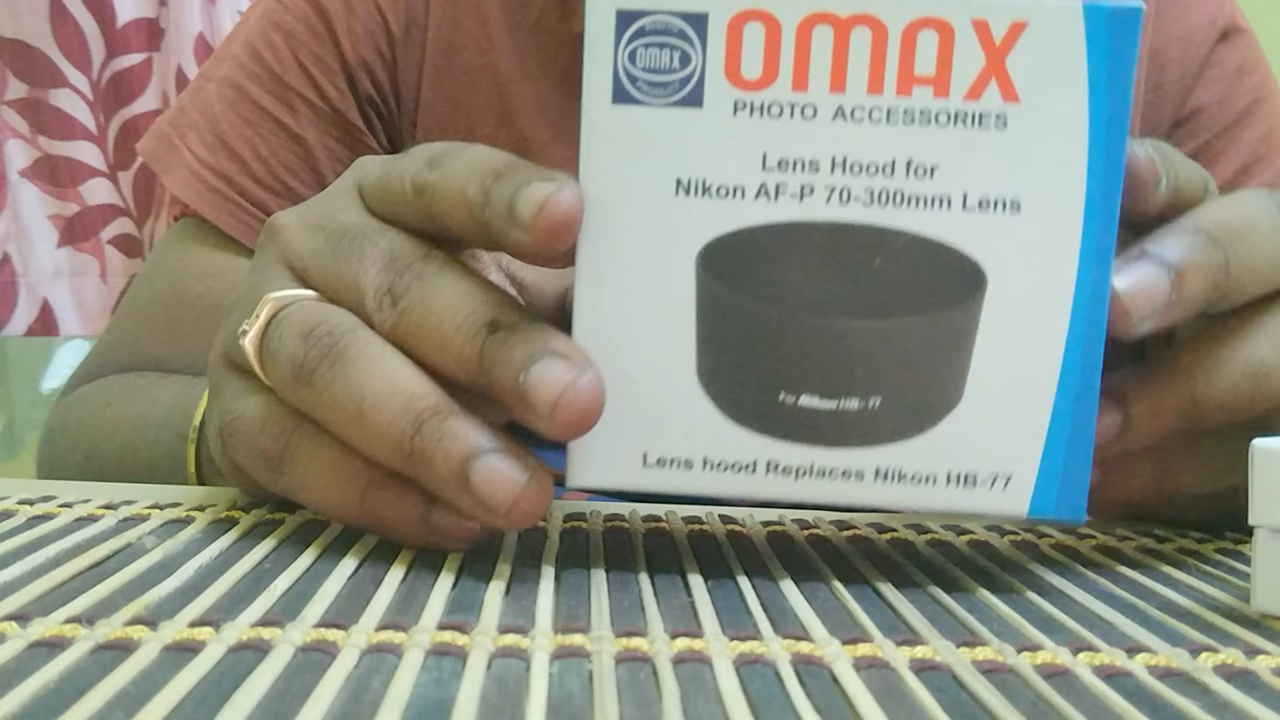 OMAX
OMAX
PHOTO ACCESSORIES
Lens Hood for
Nikon AF-P 70-300mm Lens
For Nikon HB-77
Lens hood Replaces Nikon HB-77